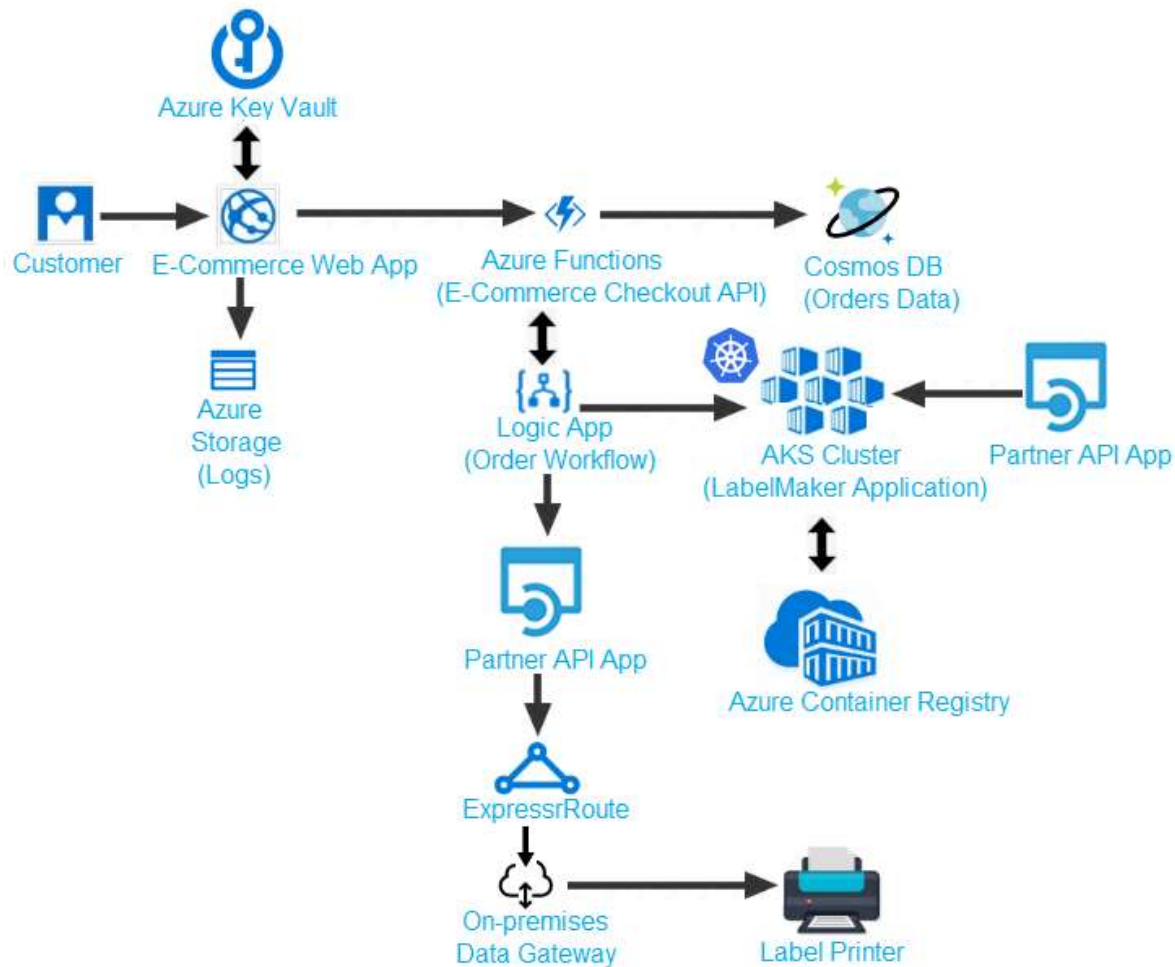 Azure Key Vault
Customer
E-Commerce Web App
Azure Functions
(E-Commerce Checkout API)
Cosmos DB
(Orders Data)
Azure
Storage
(Logs)
Logic App
(Order Workflow)
AKS Cluster
(LabelMaker Application)
Partner API App
Partner API App
Azure Container Registry
ExpressrRoute
On-premises
Data Gateway
Label Printer